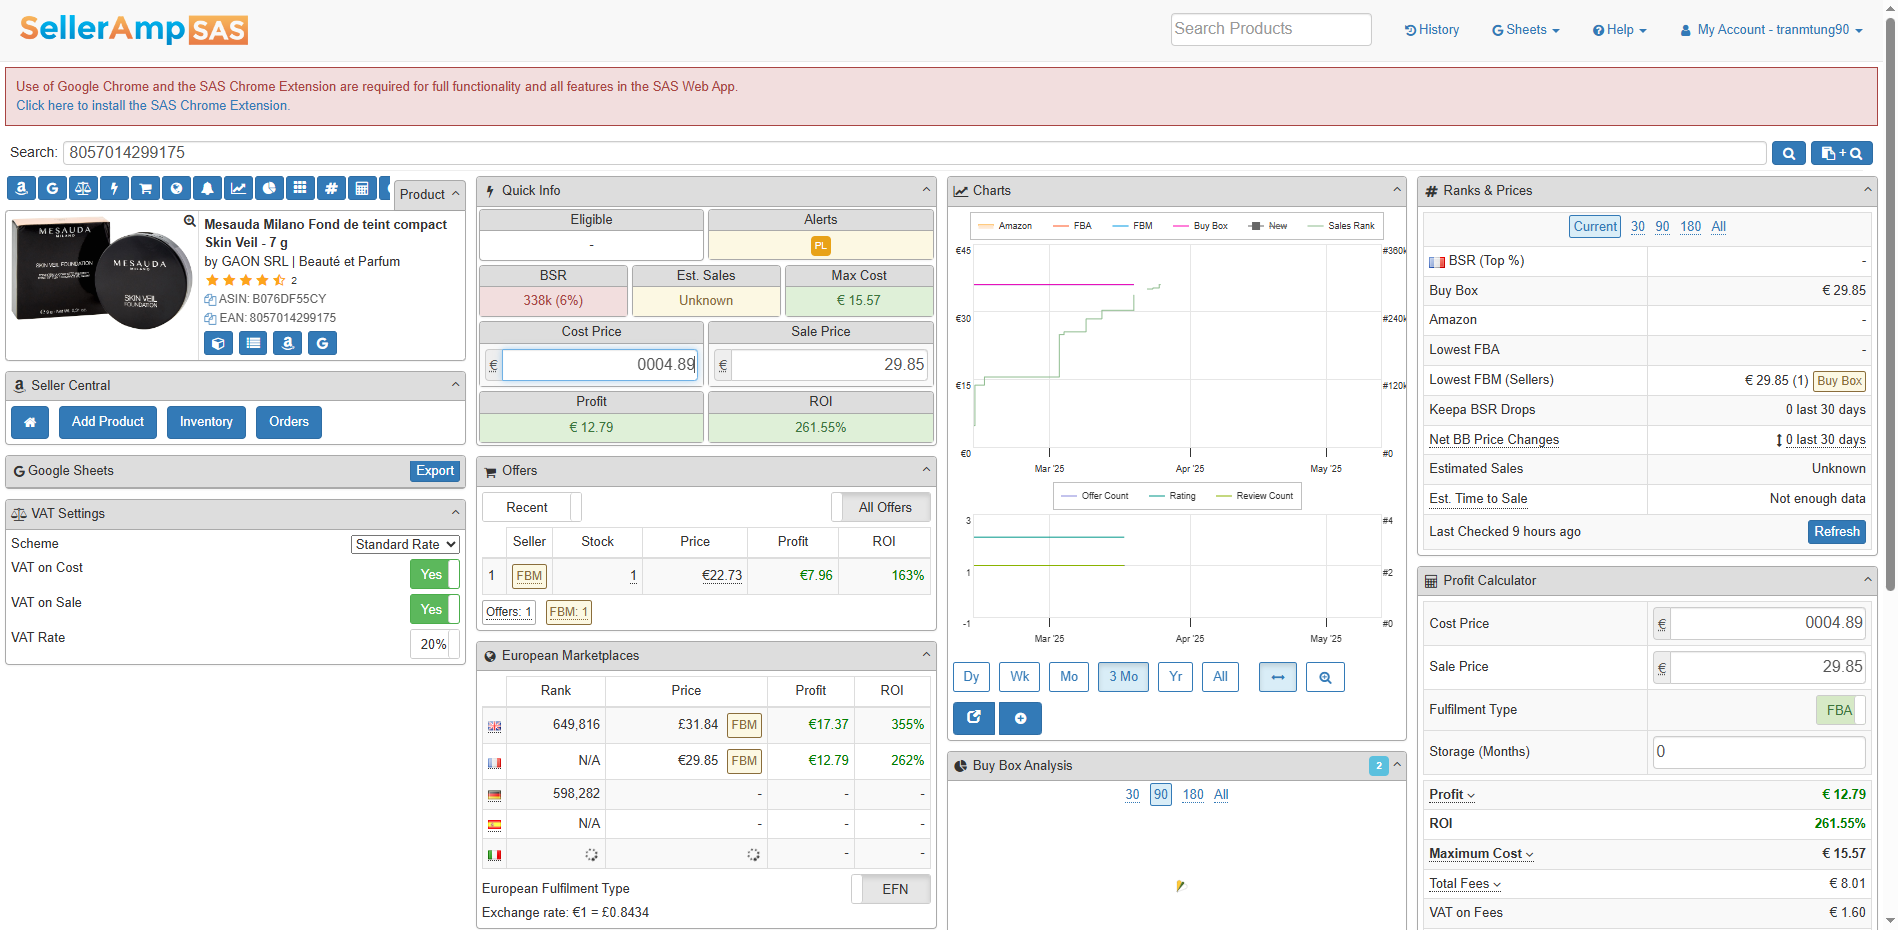 SellerAmp SAS
Search Products
History
Sheets
Help
My Account - tranmtung90
Use of Google Chrome and the SAS Chrome Extension are required for full functionality and all features in the SAS Web App.
Click here to install the SAS Chrome Extension.
Search: 8057014299175
+
Product
MESAUDA
MILANO
SKIN VEIL FOUNDATION
MESAUDA
MILANO
SKIN VEIL
FOUNDATION
Mesauda Milano Fond de teint compact
Skin Veil - 7 g
by GAON SRL | Beauté et Parfum
2
ASIN: B076DF55CY
EAN: 8057014299175
Seller Central
Add Product
Inventory
Orders
Google Sheets
Export
VAT Settings
Scheme Standard Rate
VAT on Cost Yes
VAT on Sale Yes
VAT Rate 20%
Quick Info
Eligible Alerts
- PL
BSR Est. Sales Max Cost
338k (6%) Unknown € 15.57
Cost Price Sale Price
€ 0004.89 € 29.85
Profit ROI
€ 12.79 261.55%
Offers
Recent All Offers
Seller Stock Price Profit ROI
1 FBM 1 €22.73 €7.96 163%
Offers: 1 FBM: 1
European Marketplaces
Rank Price Profit ROI
649,816 £31.84 FBM €17.37 355%
N/A €29.85 FBM €12.79 262%
598,282 - - -
N/A - - -
- -
European Fulfilment Type EFN
Exchange rate: €1 = £0.8434
Charts
Amazon FBA FBM Buy Box New Sales Rank
€45 #360k
€30 #240k
€15 #120k
€0 #0
Mar '25 Apr '25 May '25
Offer Count Rating Review Count
3 #4
1 #2
-1 #0
Mar '25 Apr '25 May '25
Dy Wk Mo 3 Mo Yr All
Buy Box Analysis 2
30 90 180 All
Ranks & Prices
Current 30 90 180 All
BSR (Top %) -
Buy Box € 29.85
Amazon -
Lowest FBA -
Lowest FBM (Sellers) € 29.85 (1) Buy Box
Keepa BSR Drops 0 last 30 days
Net BB Price Changes 0 last 30 days
Estimated Sales Unknown
Est. Time to Sale Not enough data
Last Checked 9 hours ago Refresh
Profit Calculator
Cost Price € 0004.89
Sale Price € 29.85
Fulfilment Type FBA
Storage (Months) 0
Profit € 12.79
ROI 261.55%
Maximum Cost € 15.57
Total Fees € 8.01
VAT on Fees € 1.60